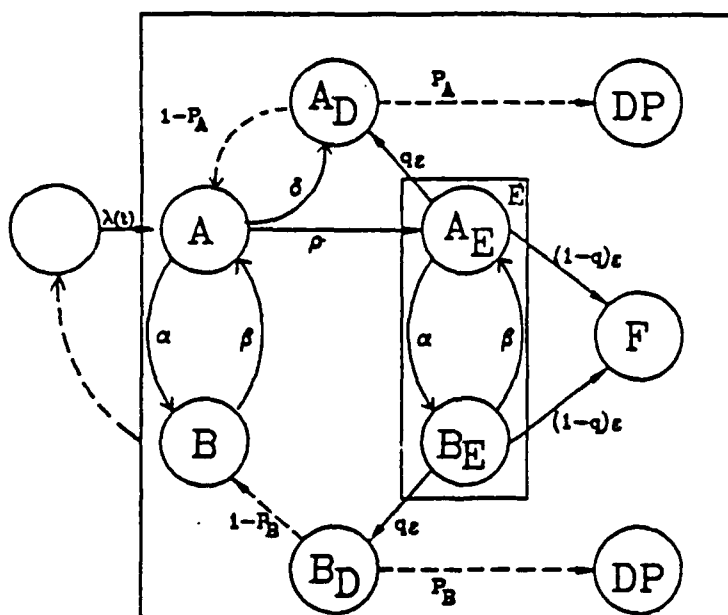 A_D
P_A
DP
1-P_A
qε
E
δ
λ(t)
A
ρ
A_E
(1-q)ε
α
β
α
β
F
B
B_E
(1-q)ε
1-P_B
qε
B_D
P_B
DP